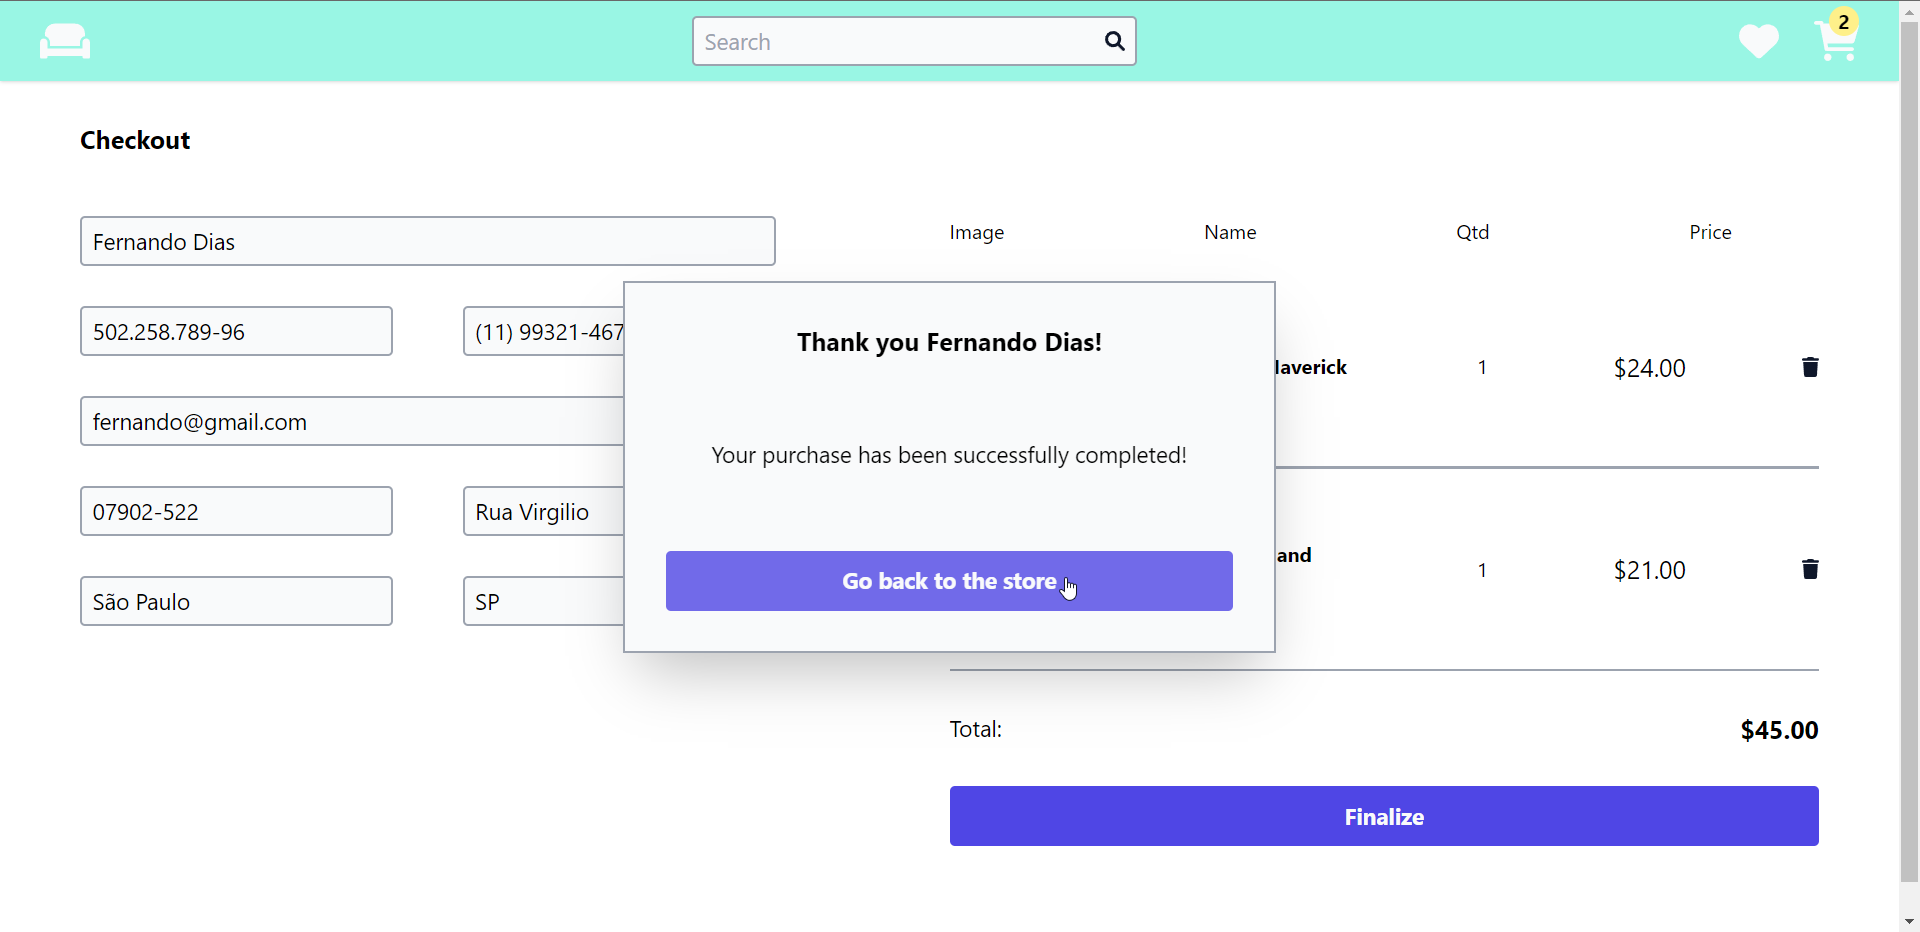 Search
2
Checkout
Fernando Dias
502.258.789-96
(11) 99321-467
fernando@gmail.com
07902-522
Rua Virgilio
São Paulo
SP
Image Name Qtd Price
1 $24.00
1 $21.00
Total: $45.00
Finalize
Thank you Fernando Dias!
Your purchase has been successfully completed!
Go back to the store